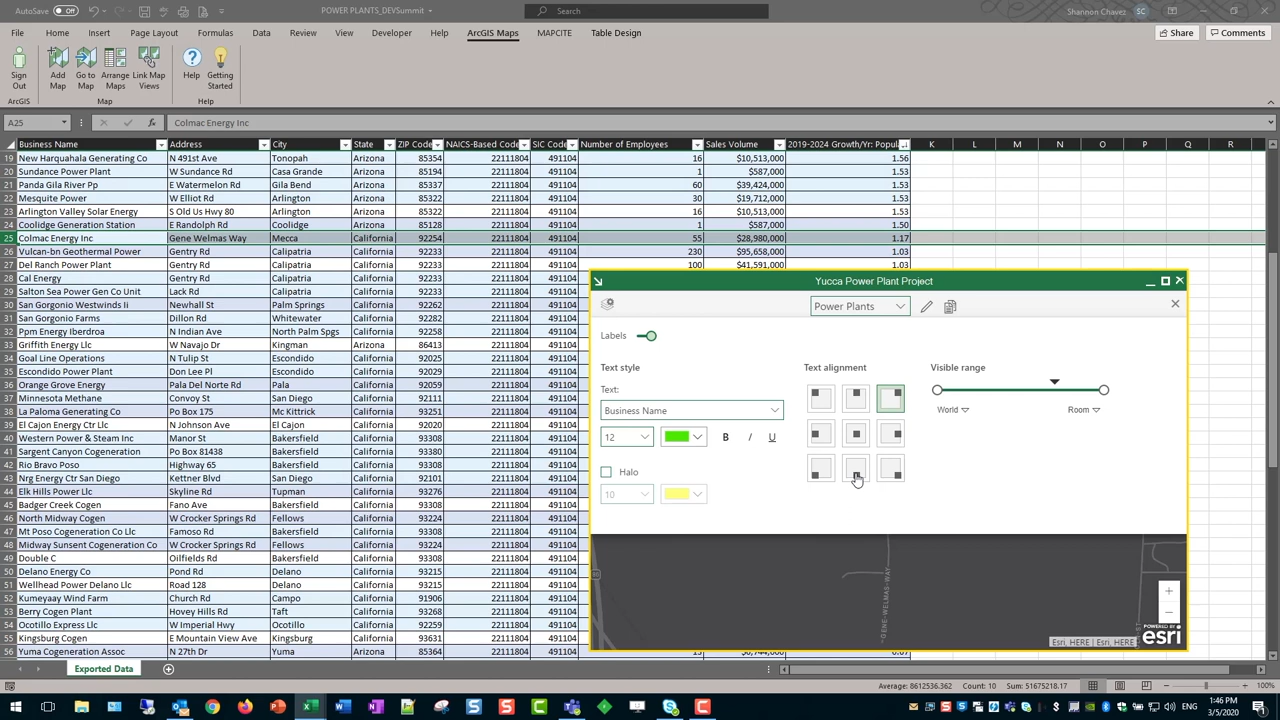 AutoSave Off POWER PLANTS_DEVSummit Search Shannon Chavez SC
File Home Insert Page Layout Formulas Data Review View Developer Help ArcGIS Maps MAPCITE Table Design Share Comments
Sign Out Add Map Go to Map Arrange Maps Link Map Views Help Getting Started
ArcGIS Map Help
A25 Colmac Energy Inc
Business Name Address City State ZIP Code NAICS-Based Code SIC Code Number of Employees Sales Volume 2019-2024 Growth/Yr: Popula K L M N O P Q R
19 New Harquahala Generating Co N 491st Ave Tonopah Arizona 85354 22111804 491104 16 $10,513,000 1.56
20 Sundance Power Plant W Sundance Rd Casa Grande Arizona 85194 22111804 491104 1 $587,000 1.53
21 Panda Gila River Pp E Watermelon Rd Gila Bend Arizona 85337 22111804 491104 60 $39,424,000 1.53
22 Mesquite Power W Elliot Rd Arlington Arizona 85322 22111804 491104 30 $19,712,000 1.53
23 Arlington Valley Solar Energy S Old Us Hwy 80 Arlington Arizona 85322 22111804 491104 16 $10,513,000 1.53
24 Coolidge Generation Station E Randolph Rd Coolidge Arizona 85128 22111804 491104 1 $587,000 1.50
25 Colmac Energy Inc Gene Welmas Way Mecca California 92254 22111804 491104 55 $28,980,000 1.17
26 Vulcan-bn Geothermal Power Gentry Rd Calipatria California 92233 22111804 491104 230 $95,658,000 1.03
27 Del Ranch Power Plant Gentry Rd Calipatria California 92233 22111804 491104 100 $41,591,000 1.03
28 Cal Energy Gentry Rd Calipatria California 92233 22111804 491104
29 Salton Sea Power Gen Co Unit Lack Rd Calipatria California 92233 22111804 491104
30 San Gorgonio Westwinds Ii Newhall St Palm Springs California 92262 22111804 491104
31 San Gorgonio Farms Dillon Rd Whitewater California 92282 22111804 491104
32 Ppm Energy Iberdroa N Indian Ave North Palm Spgs California 92258 22111804 491104
33 Griffith Energy Llc W Navajo Dr Kingman Arizona 86413 22111804 491104
34 Goal Line Operations N Tulip St Escondido California 92025 22111804 491104
35 Escondido Power Plant Don Lee Pl Escondido California 92029 22111804 491104
36 Orange Grove Energy Pala Del Norte Rd Pala California 92059 22111804 491104
37 Minnesota Methane Convoy St San Diego California 92111 22111804 491104
38 La Paloma Generating Co Po Box 175 Mc Kittrick California 93251 22111804 491104
39 El Cajon Energy Ctr Llc N Johnson Ave El Cajon California 92020 22111804 491104
40 Western Power & Steam Inc Manor St Bakersfield California 93308 22111804 491104
41 Sargent Canyon Cogeneration Bakersfield California 93380 22111804 491104
42 Rio Bravo Poso Highway 65 Bakersfield California 93308 22111804 491104
43 Nrg Energy Ctr San Diego Kettner Blvd San Diego California 92101 22111804 491104
44 Elk Hills Power Llc Skyline Rd Tupman California 93276 22111804 491104
45 Badger Creek Cogen Fano Ave Bakersfield California 93308 22111804 491104
46 North Midway Cogen W Crocker Springs Rd Fellows California 93224 22111804 491104
47 Mt Poso Cogeneration Co Llc Famoso Rd Bakersfield California 93308 22111804 491104
48 Midway Sunsent Cogeneration Co W Crocker Springs Rd Fellows California 93224 22111804 491104
49 Double C Oilfields Rd Bakersfield California 93308 22111804 491104
50 Delano Energy Co Pond Rd Delano California 93215 22111804 491104
51 Wellhead Power Delano Llc Road 128 Delano California 93215 22111804 491104
52 Kumeyaay Wind Farm Church Rd Campo California 91906 22111804 491104
53 Berry Cogen Plant Hovey Hills Rd Taft California 93268 22111804 491104
54 Ocotillo Express Llc W Imperial Hwy Ocotillo California 92259 22111804 491104
55 Kingsburg Cogen E Mountain View Ave Kingsburg California 93631 22111804 491104
56 Yuma Cogeneration Assoc N 27th Dr Yuma Arizona 85364 22111804 491104
Yucca Power Plant Project
Power Plants
Labels
Text style Text alignment Visible range
Text:
Business Name
World Room
12 B I U
Halo
10
GENE-WELMAS-WAY
Esri, HERE | Esri, HERE
POWERED BY
esri
Exported Data
Average: 8612536.362 Count: 10 Sum: 51675218.17 100%
1:46 PM
3/5/2020